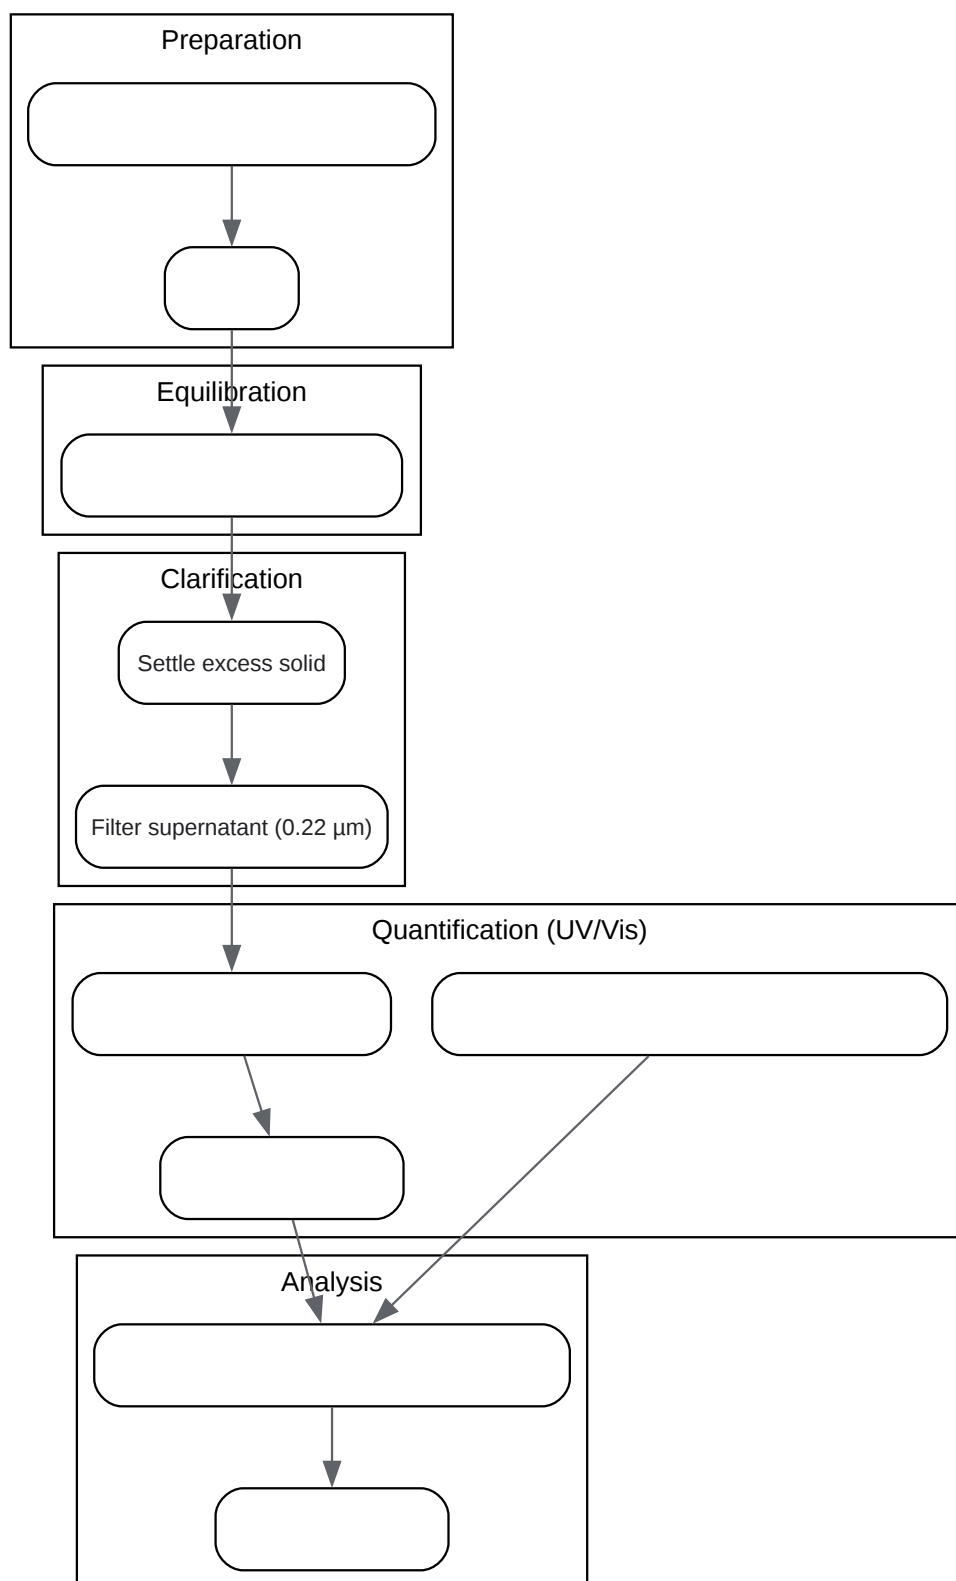 Preparation
Equilibration
Clarification
Settle excess solid
Filter supernatant (0.22 µm)
Quantification (UV/Vis)
Analysis